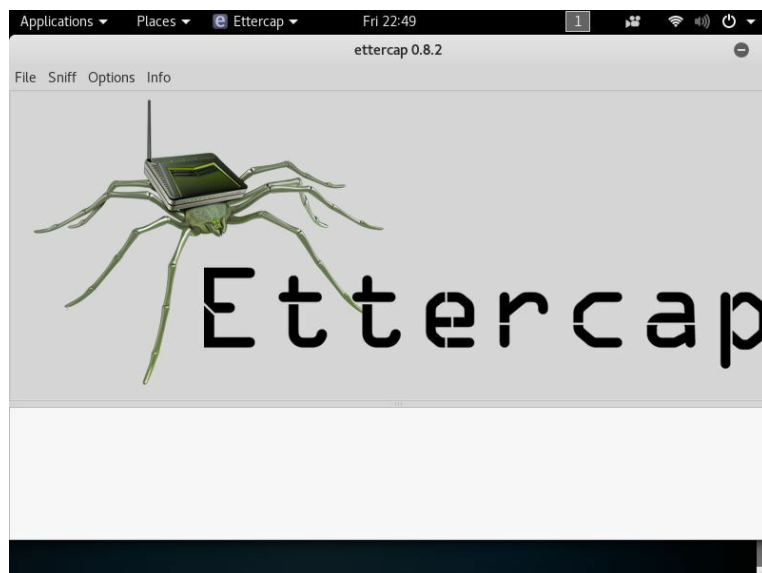 Applications Places Ettercap Fri 22:49 1
ettercap 0.8.2
File Sniff Options Info
Ettercap